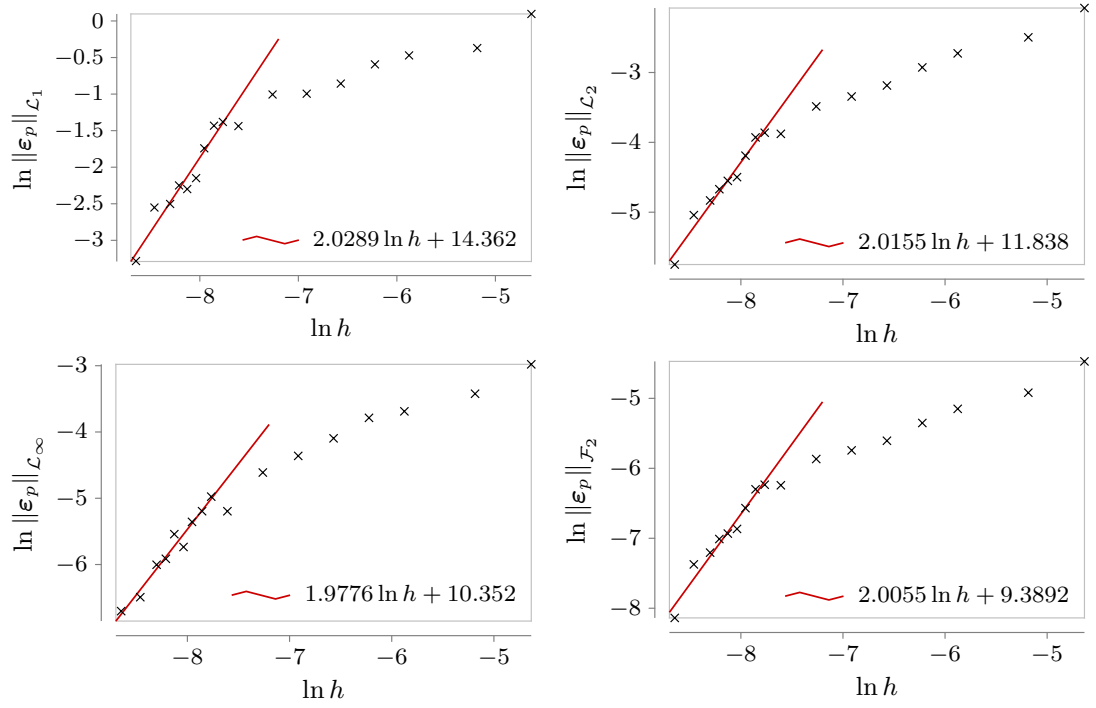 0
−0.5
−1
−1.5
−2
−2.5
−3
ln ||ε_p||_{ℒ_1}
2.0289 ln h + 14.362
−8 −7 −6 −5
ln h
−3
−4
−5
ln ||ε_p||_{ℒ_2}
2.0155 ln h + 11.838
−8 −7 −6 −5
ln h
−3
−4
−5
−6
ln ||ε_p||_{ℒ_∞}
1.9776 ln h + 10.352
−8 −7 −6 −5
ln h
−5
−6
−7
−8
ln ||ε_p||_{ℱ_2}
2.0055 ln h + 9.3892
−8 −7 −6 −5
ln h